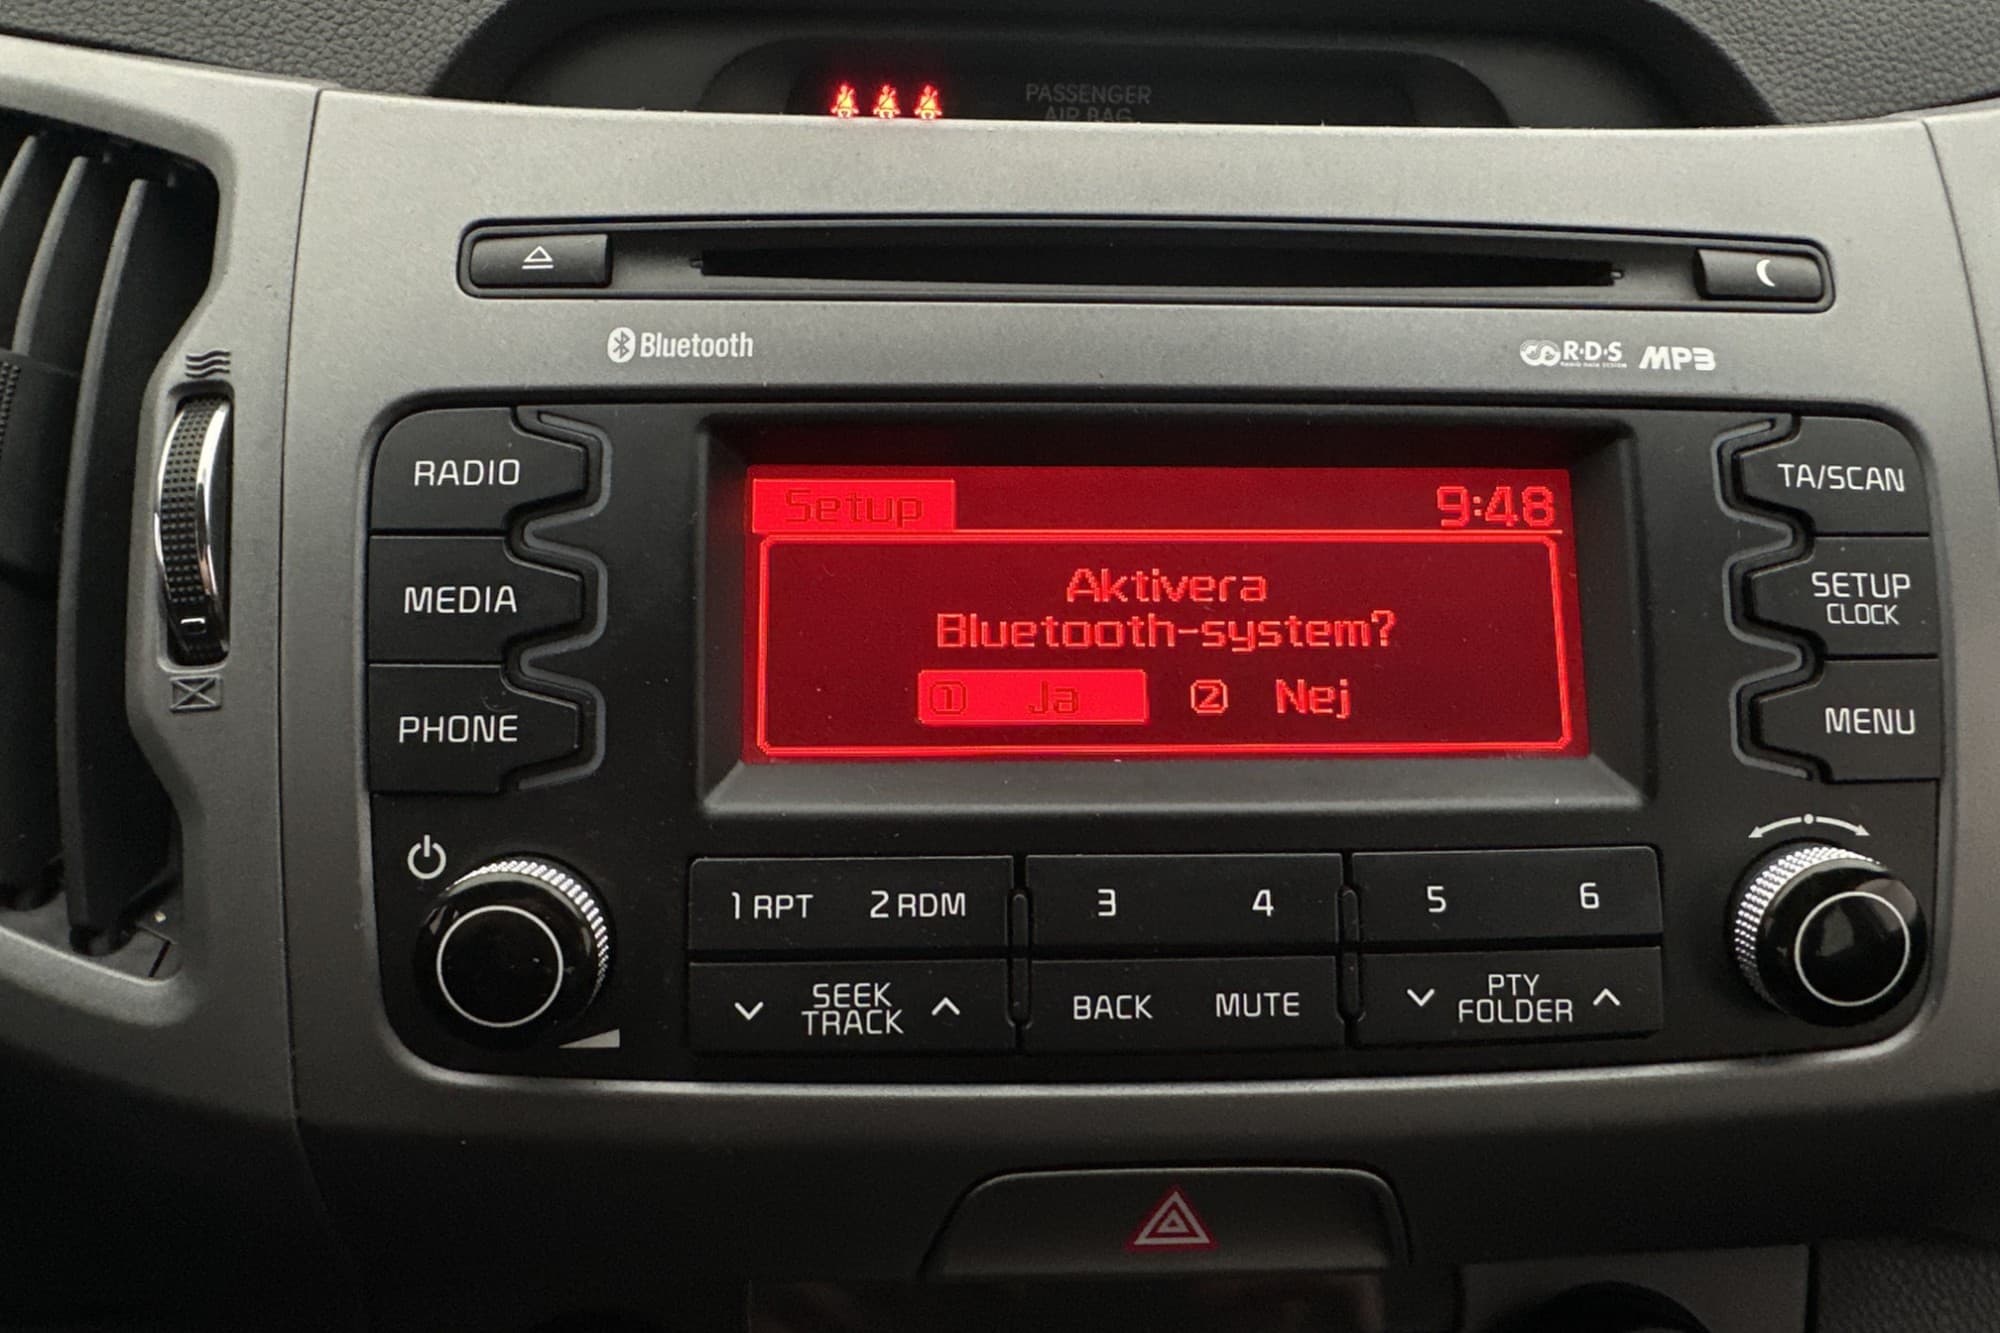 PASSENGER
AIR BAG
Bluetooth
R·D·S
MP3
RADIO
MEDIA
PHONE
Setup
9:48
Aktivera
Bluetooth-system?
1 Ja 2 Nej
TA/SCAN
SETUP
CLOCK
MENU
1 RPT 2 RDM 3 4 5 6
SEEK
TRACK
BACK
MUTE
PTY
FOLDER